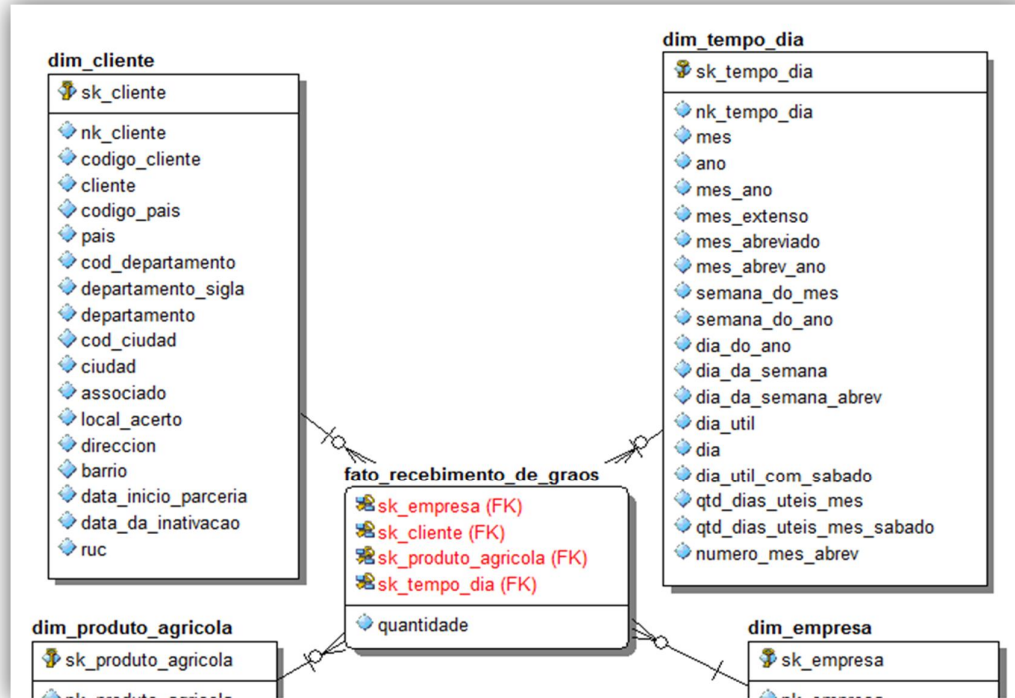 dim_cliente
sk_cliente
nk_cliente
codigo_cliente
cliente
codigo_pais
pais
cod_departamento
departamento_sigla
departamento
cod_ciudad
ciudad
associado
local_acerto
direccion
barrio
data_inicio_parceria
data_da_inativacao
ruc
dim_tempo_dia
sk_tempo_dia
nk_tempo_dia
mes
ano
mes_ano
mes_extenso
mes_abreviado
mes_abrev_ano
semana_do_mes
semana_do_ano
dia_do_ano
dia_da_semana
dia_da_semana_abrev
dia_util
dia
dia_util_com_sabado
qtd_dias_uteis_mes
qtd_dias_uteis_mes_sabado
numero_mes_abrev
fato_recebimento_de_graos
sk_empresa (FK)
sk_cliente (FK)
sk_produto_agricola (FK)
sk_tempo_dia (FK)
quantidade
dim_produto_agricola
sk_produto_agricola
nk_produto_agricola
dim_empresa
sk_empresa
nk_empresa